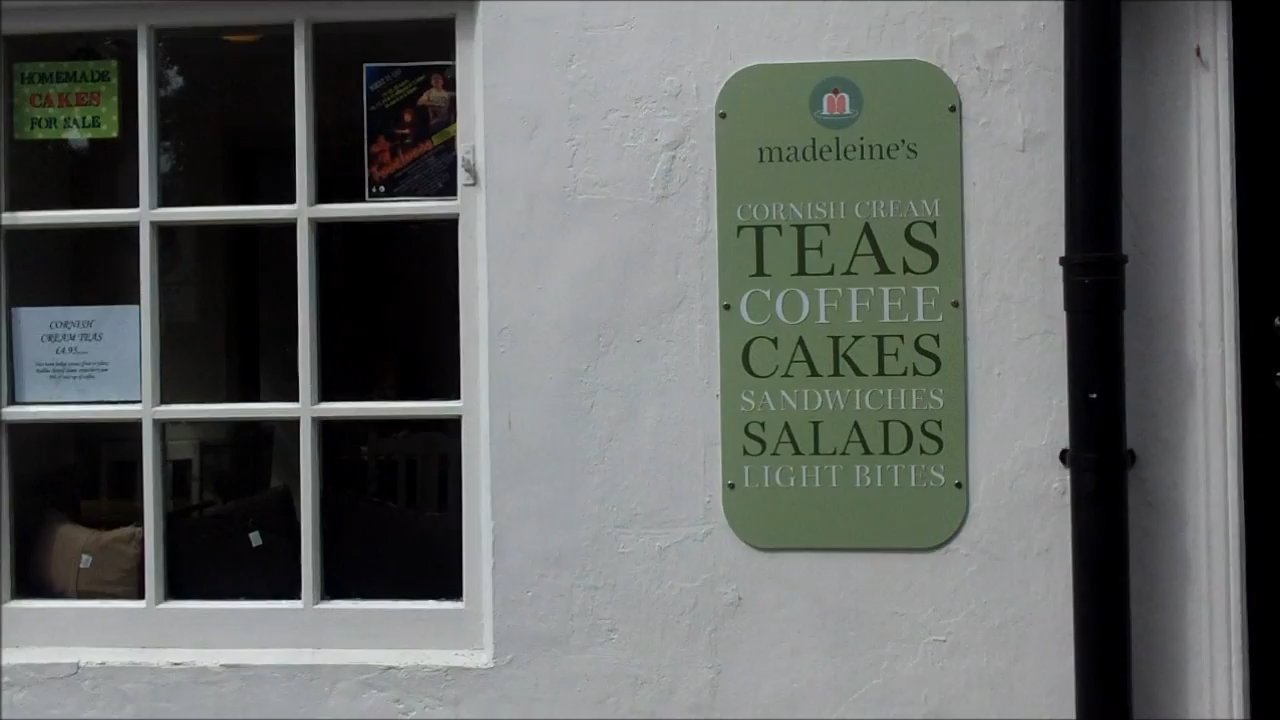 HOMEMADE
CAKES
FOR SALE
CORNISH
CREAM TEAS
£4.95
m
madeleine's
CORNISH CREAM
TEAS
COFFEE
CAKES
SANDWICHES
SALADS
LIGHT BITES